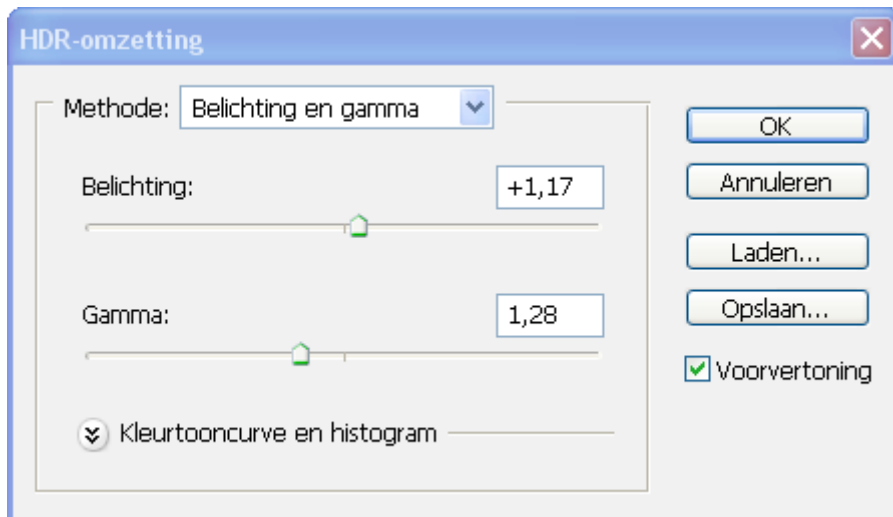 HDR-omzetting
Methode: Belichting en gamma
Belichting: +1,17
Gamma: 1,28
Kleurtooncurve en histogram
OK
Annuleren
Laden...
Opslaan...
Voorvertoning